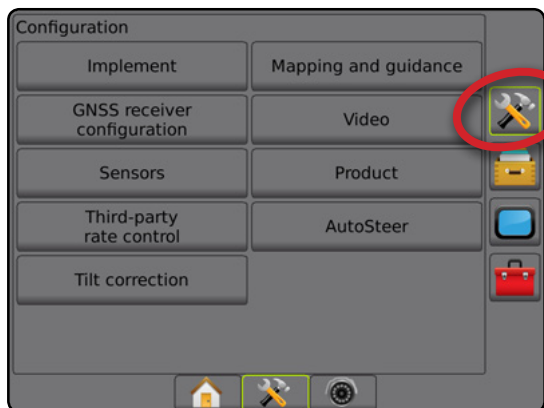 Configuration
Implement
Mapping and guidance
GNSS receiver
configuration
Video
Sensors
Product
Third-party
rate control
AutoSteer
Tilt correction